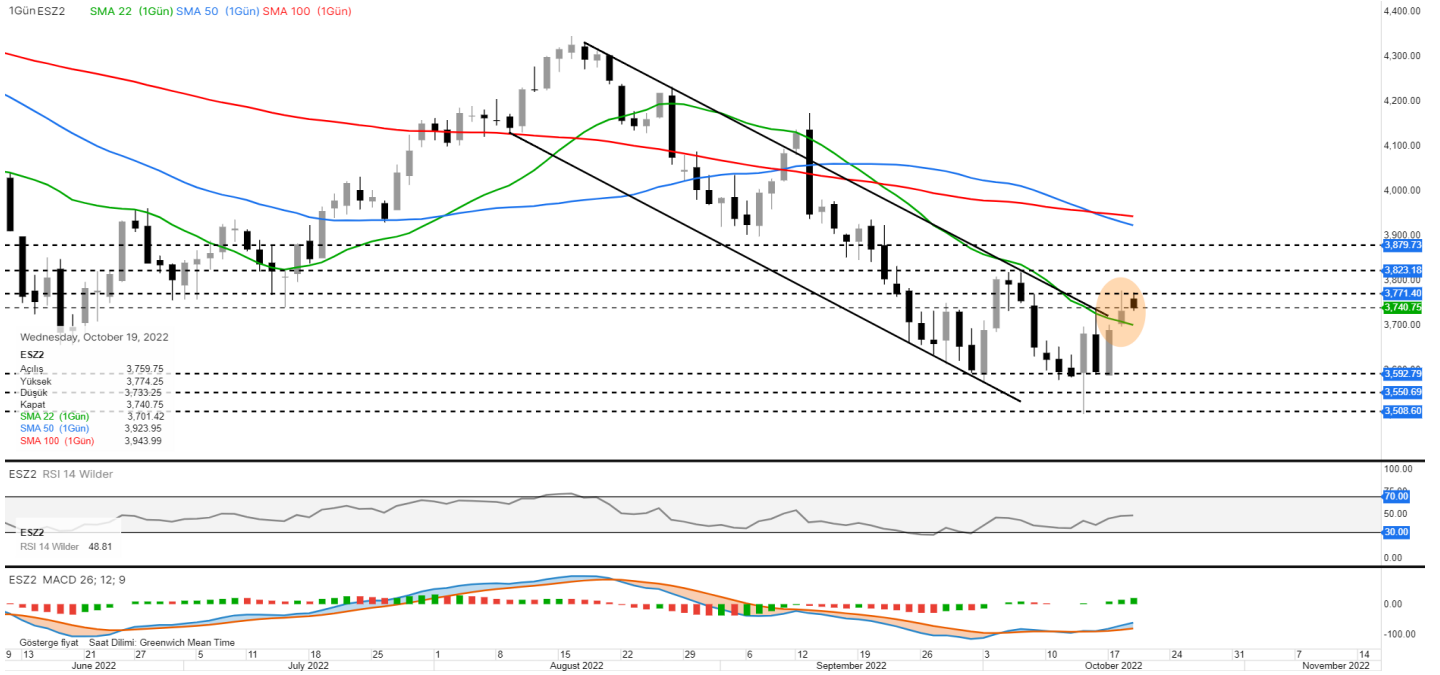 1Gün ESZ2 SMA 22 (1Gün) SMA 50 (1Gün) SMA 100 (1Gün)
4,400.00
4,300.00
4,200.00
4,100.00
4,000.00
3,900.00
3,879.73
3,823.18
3,800.00
3,771.40
3,740.75
3,700.00
3,592.79
3,550.69
3,508.60
Wednesday, October 19, 2022
ESZ2
Açılış 3,759.75
Yüksek 3,774.25
Düşük 3,733.25
Kapat 3,740.75
SMA 22 (1Gün) 3,701.42
SMA 50 (1Gün) 3,923.95
SMA 100 (1Gün) 3,943.99
ESZ2 RSI 14 Wilder
100.00
70.00
50.00
30.00
0.00
ESZ2
RSI 14 Wilder 48.81
ESZ2 MACD 26; 12; 9
0.00
-100.00
Gösterge fiyat Saat Dilimi: Greenwich Mean Time
9 13 21 27 5 11 18 25 1 8 15 22 29 6 12 19 26 3 10 17 24 31 7 14
June 2022 July 2022 August 2022 September 2022 October 2022 November 2022